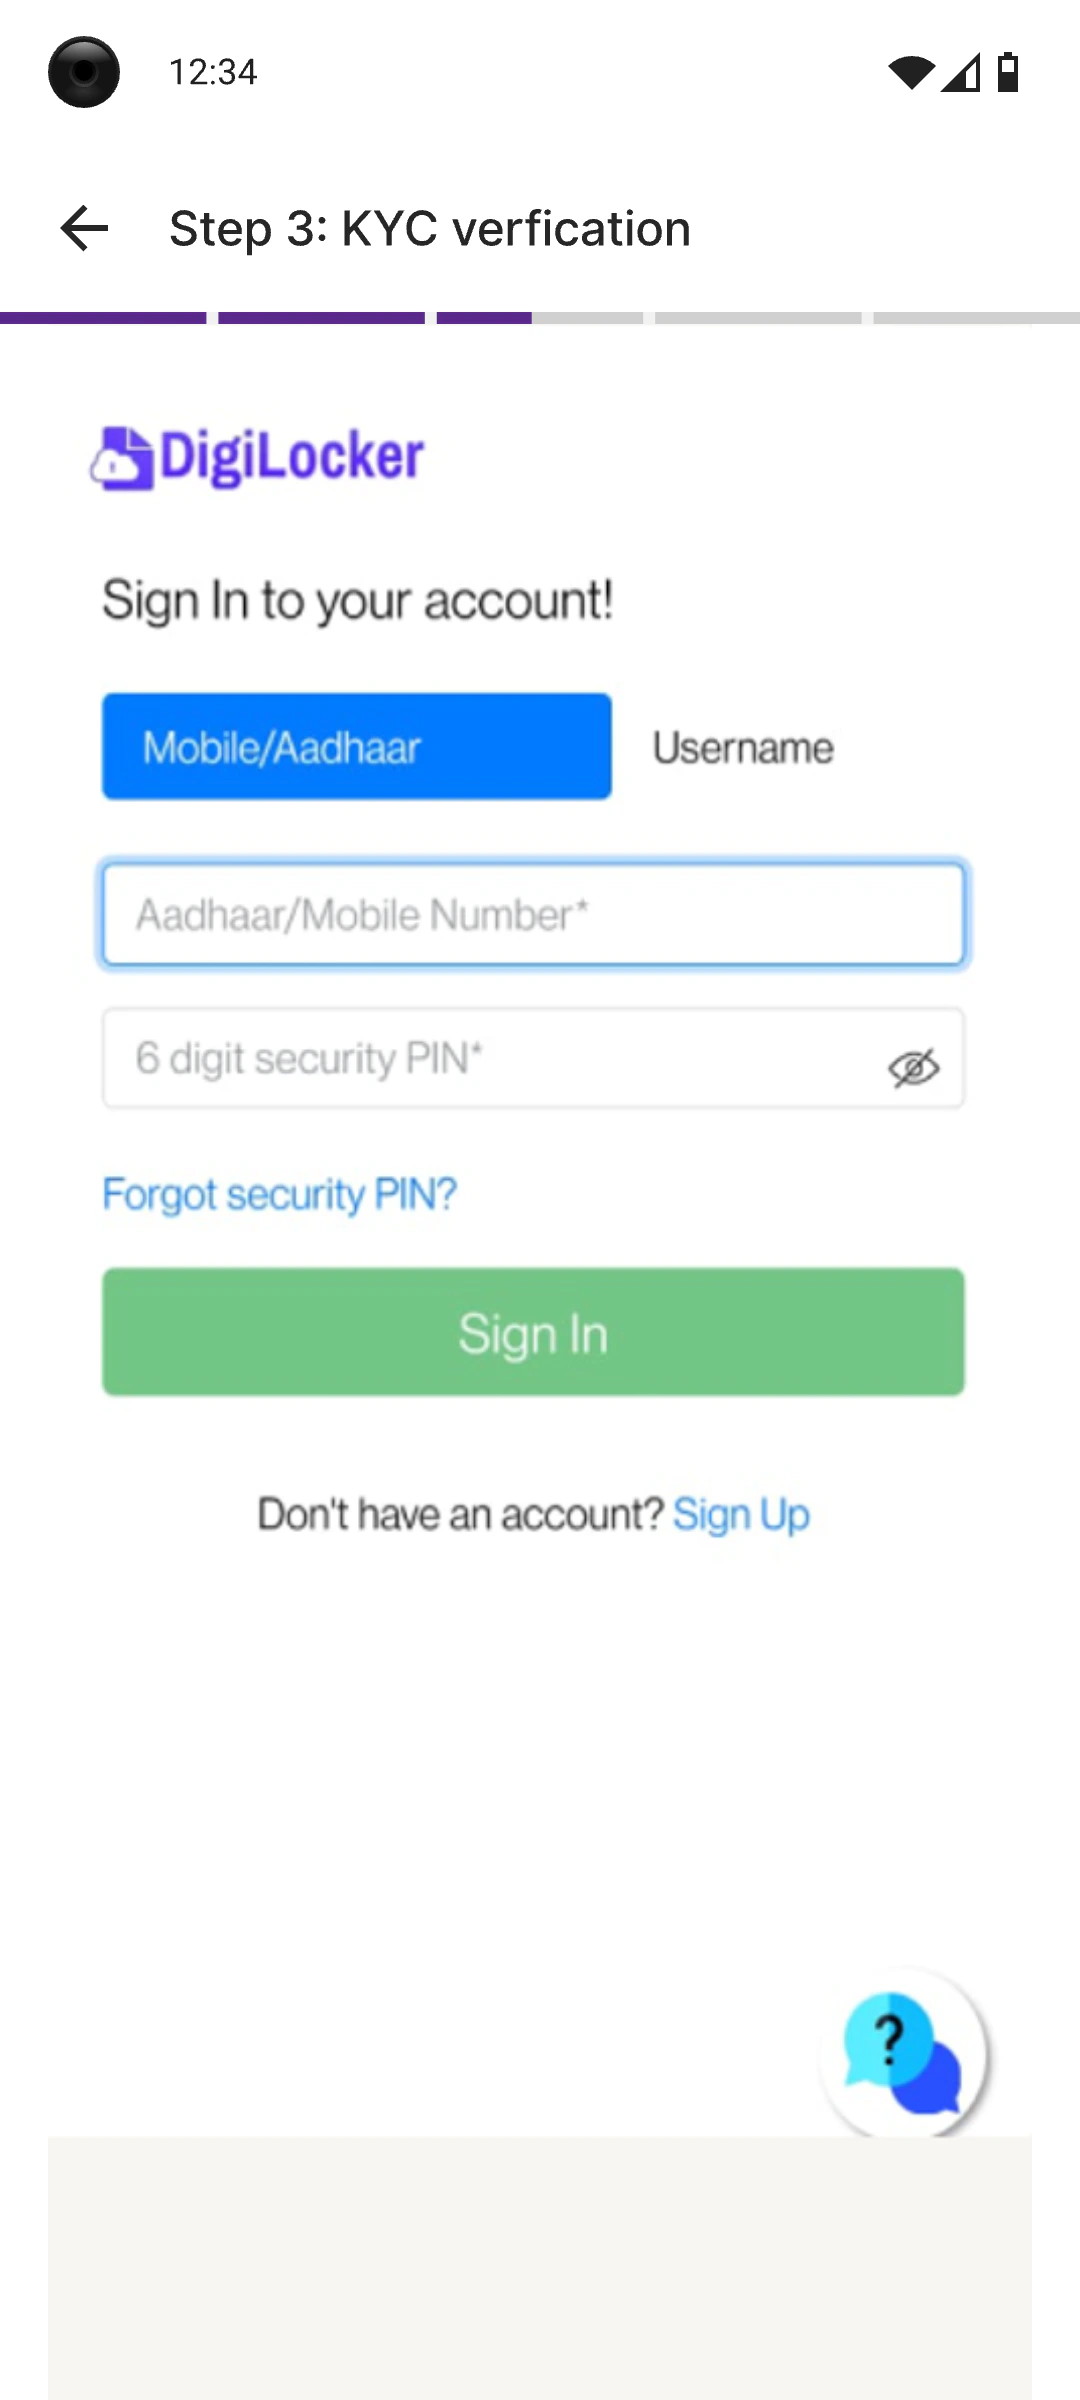 12:34
Step 3: KYC verfication
DigiLocker
Sign In to your account!
Mobile/Aadhaar
Username
Aadhaar/Mobile Number*
6 digit security PIN*
Forgot security PIN?
Sign In
Don't have an account? Sign Up
?